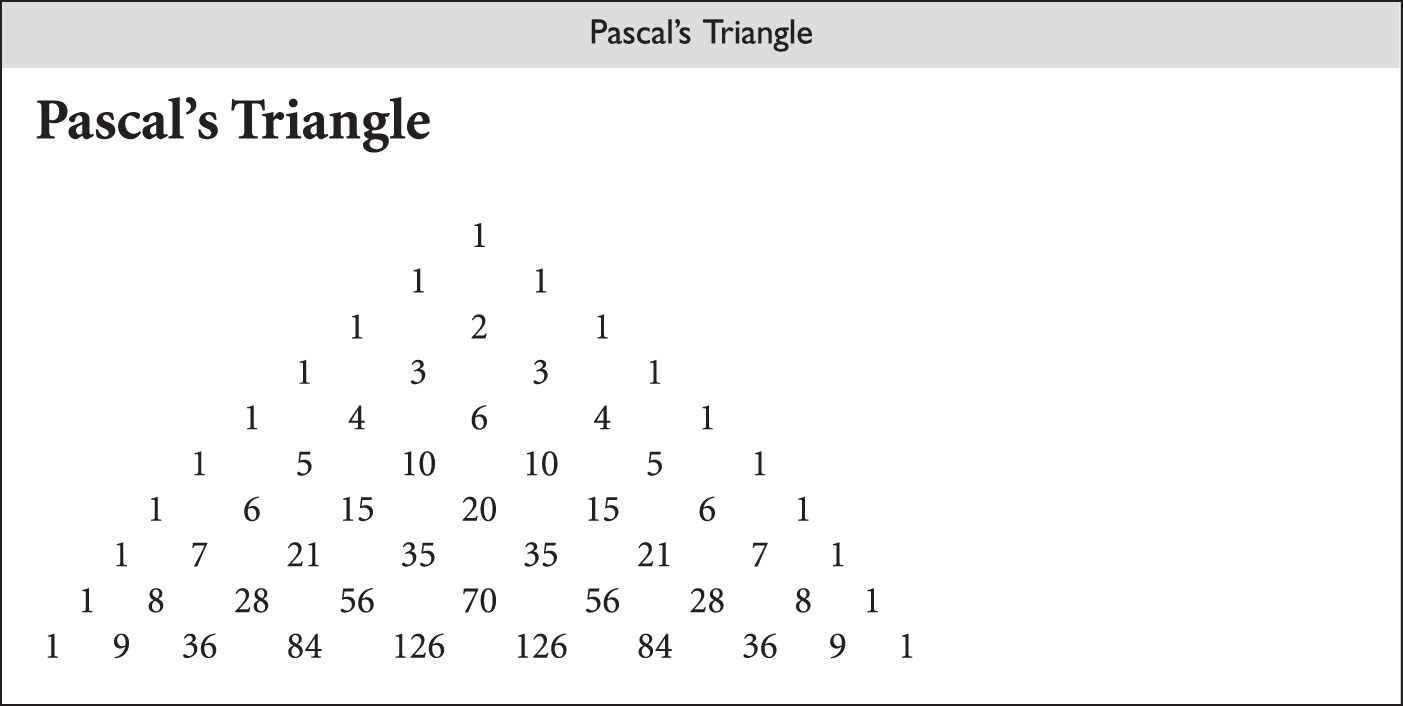 Pascal’s Triangle
Pascal’s Triangle
1
1 1
1 2 1
1 3 3 1
1 4 6 4 1
1 5 10 10 5 1
1 6 15 20 15 6 1
1 7 21 35 35 21 7 1
1 8 28 56 70 56 28 8 1
1 9 36 84 126 126 84 36 9 1